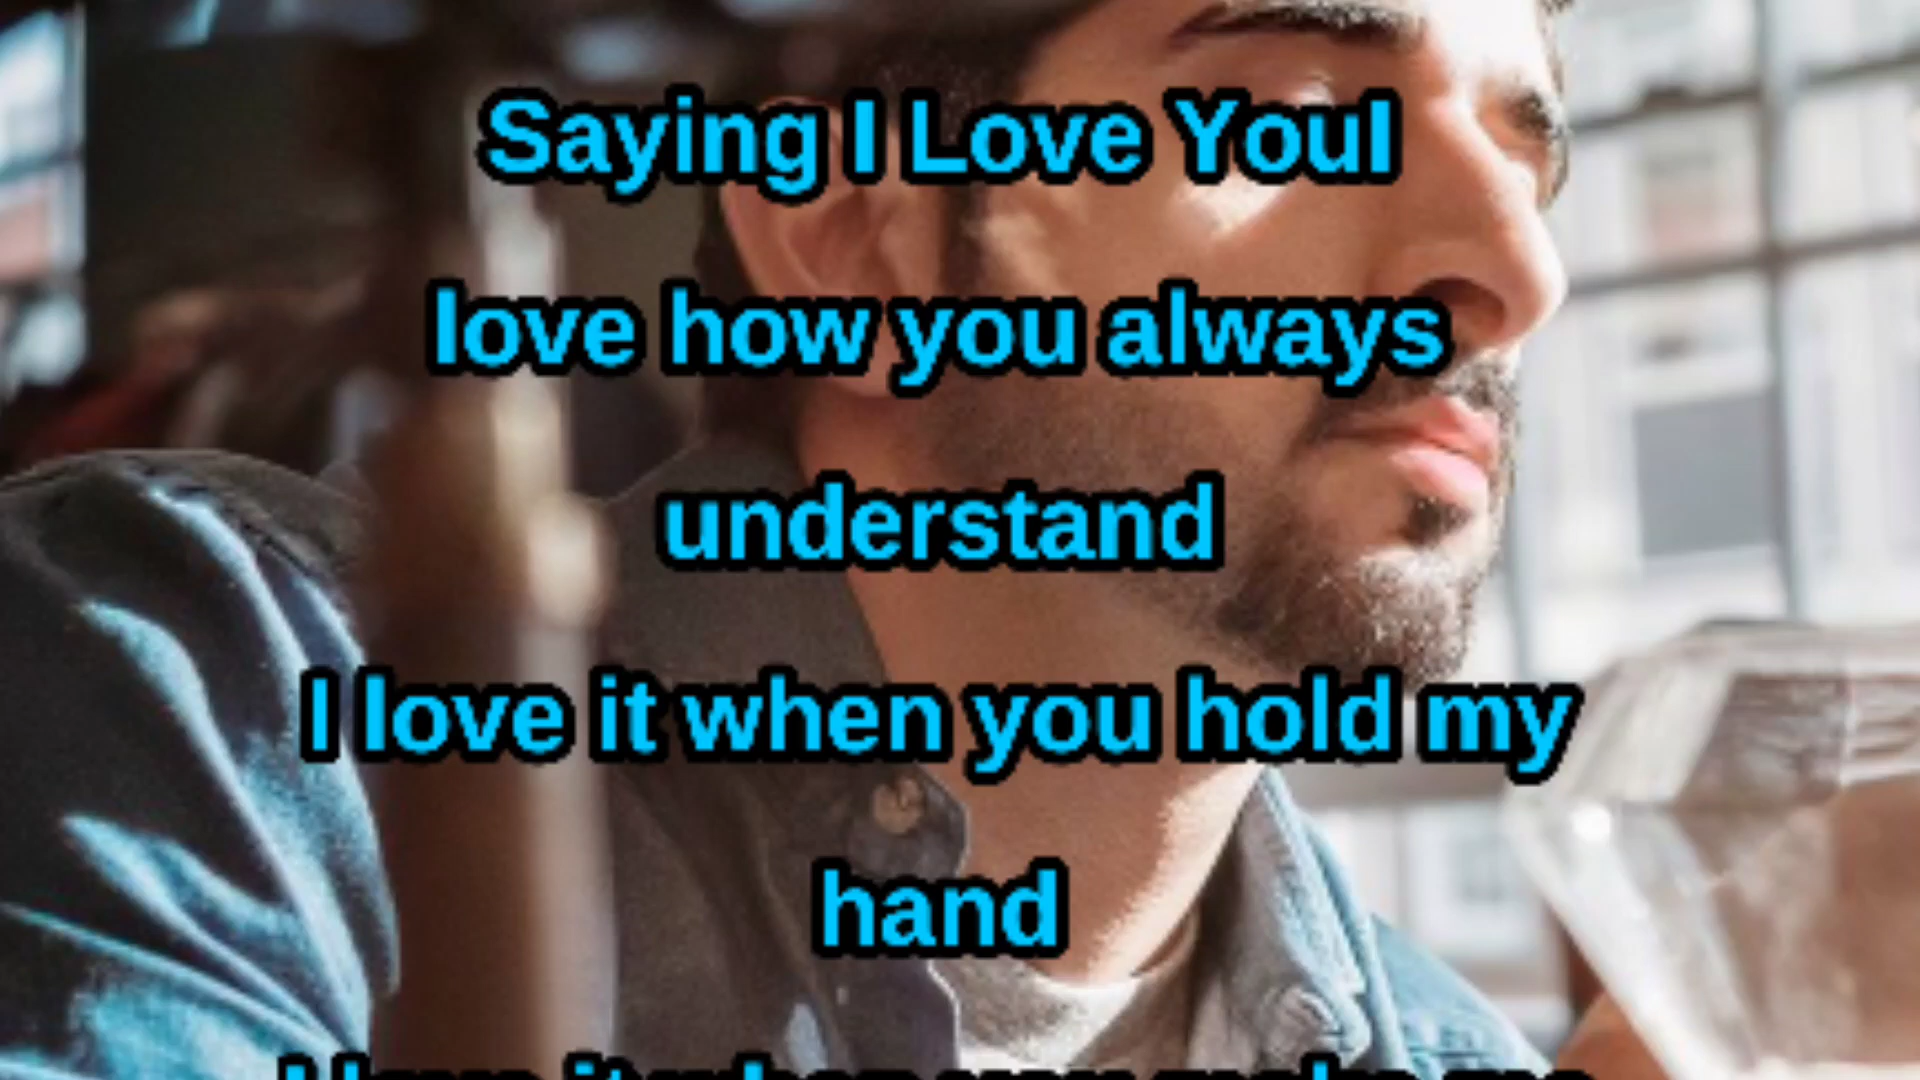 Saying I Love YouI
love how you always
understand
I love it when you hold my
hand